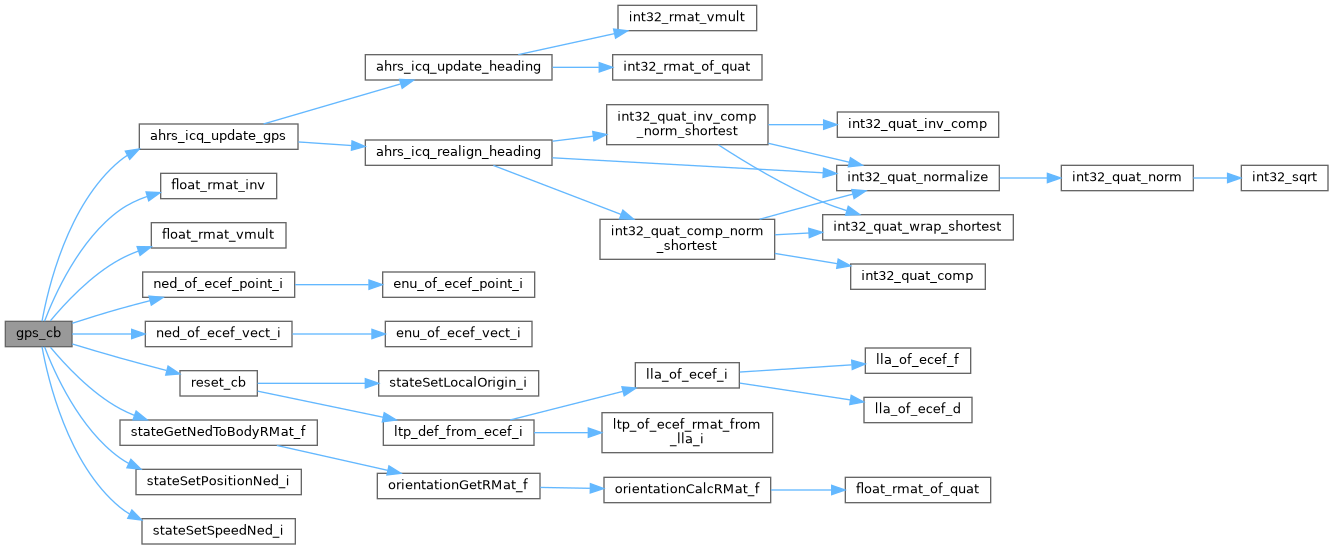 int32_rmat_vmult
ahrs_icq_update_heading
int32_rmat_of_quat
int32_quat_inv_comp
_norm_shortest
int32_quat_inv_comp
ahrs_icq_update_gps
ahrs_icq_realign_heading
int32_quat_normalize
int32_quat_norm
int32_sqrt
float_rmat_inv
int32_quat_comp_norm
_shortest
int32_quat_wrap_shortest
float_rmat_vmult
int32_quat_comp
ned_of_ecef_point_i
enu_of_ecef_point_i
gps_cb
ned_of_ecef_vect_i
enu_of_ecef_vect_i
lla_of_ecef_f
reset_cb
stateSetLocalOrigin_i
lla_of_ecef_i
lla_of_ecef_d
stateGetNedToBodyRMat_f
ltp_def_from_ecef_i
ltp_of_ecef_rmat_from
_lla_i
stateSetPositionNed_i
orientationGetRMat_f
orientationCalcRMat_f
float_rmat_of_quat
stateSetSpeedNed_i